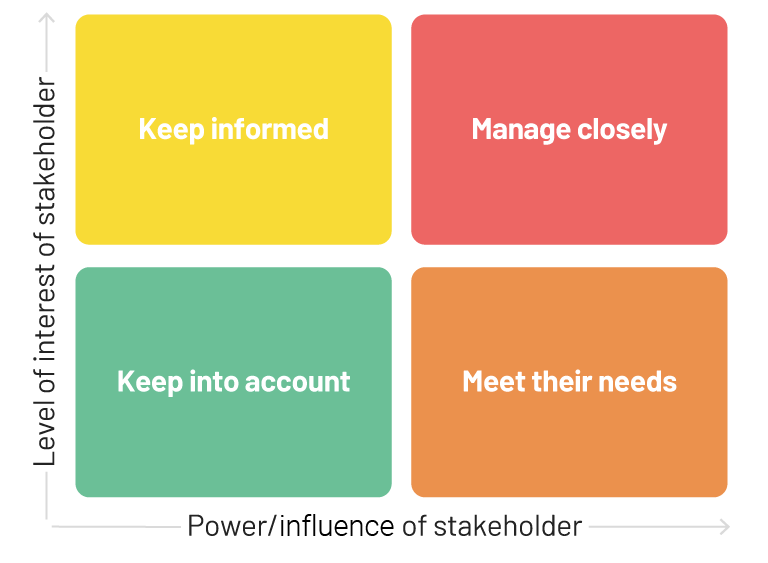 Level of interest of stakeholder
Keep informed
Manage closely
Keep into account
Meet their needs
Power/influence of stakeholder